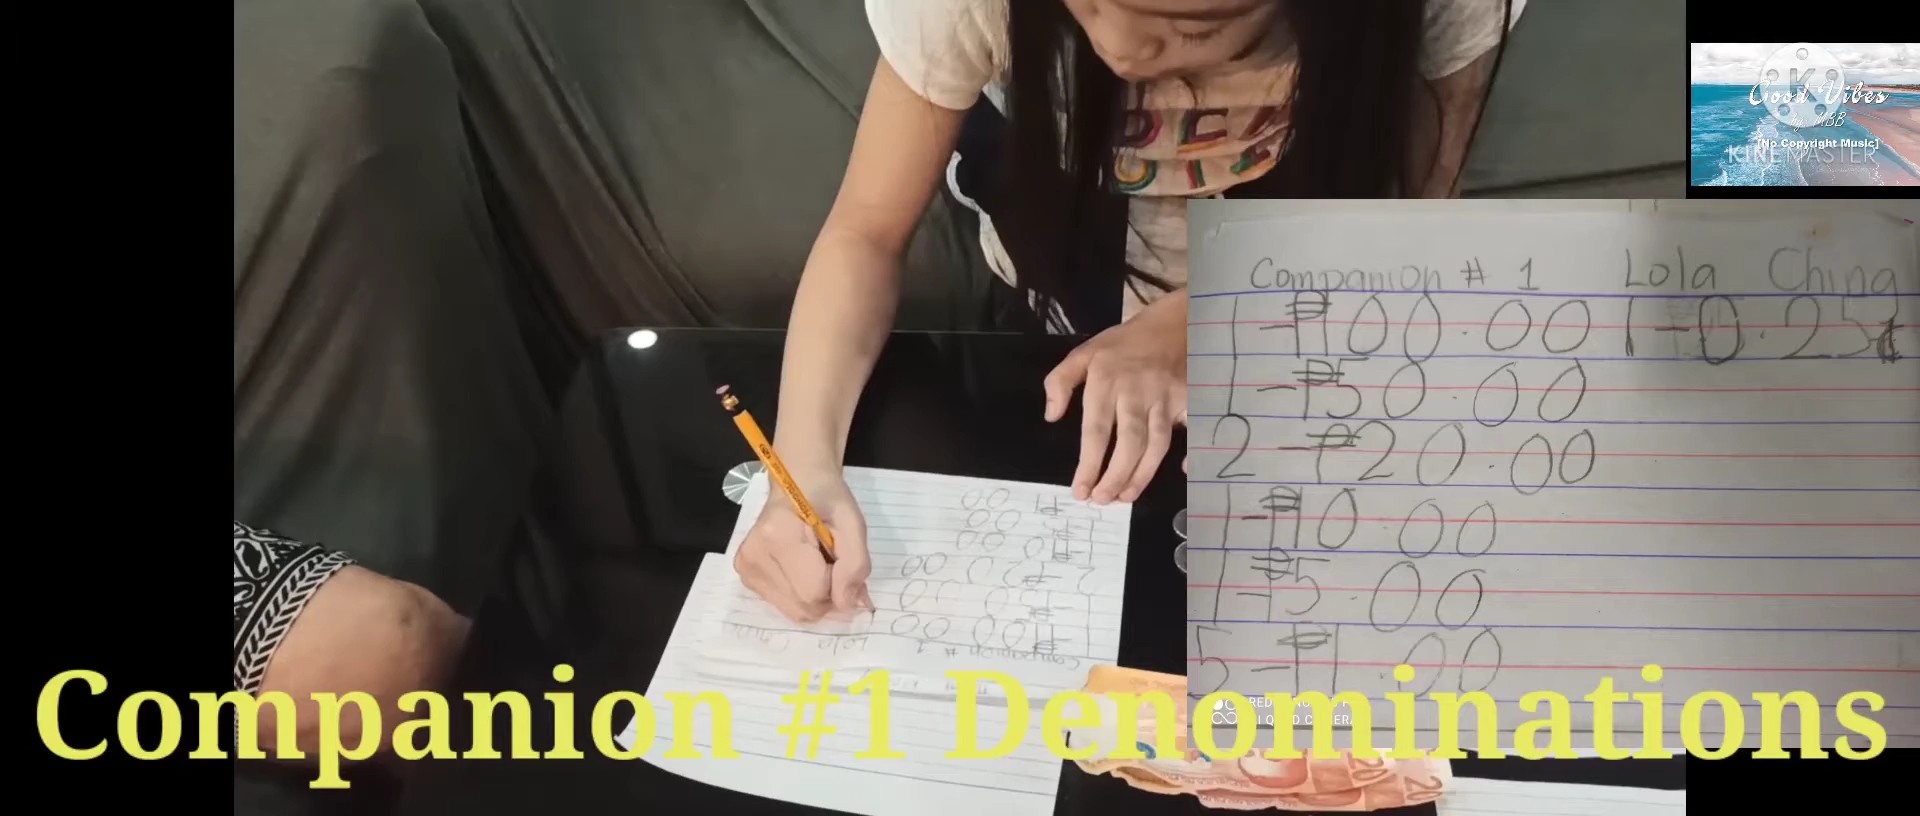 Good Vibes
by: MBB
[No Copyright Music]
KINEMASTER
Companion # 1 Lola Ching
1 - ₱100.00 1 - 0.25¢
1 - ₱50.00
2 - ₱20.00
1 - ₱10.00
1 - ₱5.00
5 - ₱1.00
Companion #1 Denominations